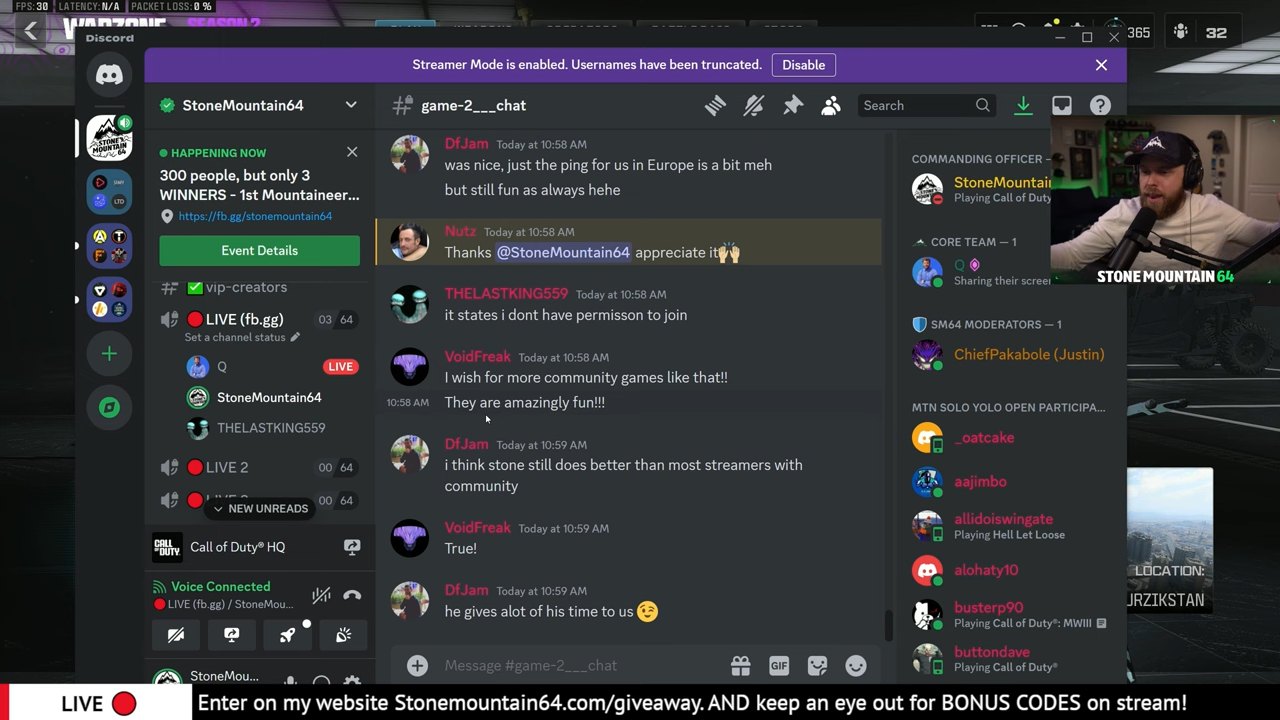 FPS: 30 LATENCY: N/A PACKET LOSS: 0 %
WARZONE
365
32
Discord
Streamer Mode is enabled. Usernames have been truncated. Disable
StoneMountain64
HAPPENING NOW
300 people, but only 3
WINNERS - 1st Mountaineer...
https://fb.gg/stonemountain64
Event Details
vip-creators
LIVE (fb.gg) 03 64
Set a channel status
Q LIVE
StoneMountain64
THELASTKING559
LIVE 2 00 64
00 64
NEW UNREADS
Call of Duty® HQ
Voice Connected
LIVE (fb.gg) / StoneMou...
StoneMou...
game-2___chat
Search
DfJam Today at 10:58 AM
was nice, just the ping for us in Europe is a bit meh
but still fun as always hehe
Nutz Today at 10:58 AM
Thanks @StoneMountain64 appreciate it🙌🏻
THELASTKING559 Today at 10:58 AM
it states i dont have permisson to join
VoidFreak Today at 10:58 AM
I wish for more community games like that!!
10:58 AM They are amazingly fun!!!
DfJam Today at 10:59 AM
i think stone still does better than most streamers with
community
VoidFreak Today at 10:59 AM
True!
DfJam Today at 10:59 AM
he gives alot of his time to us 😉
Message #game-2___chat
GIF
COMMANDING OFFICER —
StoneMountain
Playing Call of Duty
CORE TEAM — 1
Q
Sharing their screen
SM64 MODERATORS — 1
ChiefPakabole (Justin)
MTN SOLO YOLO OPEN PARTICIPA...
_oatcake
aajimbo
allidoiswingate
Playing Hell Let Loose
alohaty10
busterp90
Playing Call of Duty®: MWIII
buttondave
Playing Call of Duty®
STONE MOUNTAIN 64
LOCATION:
URZIKSTAN
LIVE
Enter on my website Stonemountain64.com/giveaway. AND keep an eye out for BONUS CODES on stream!